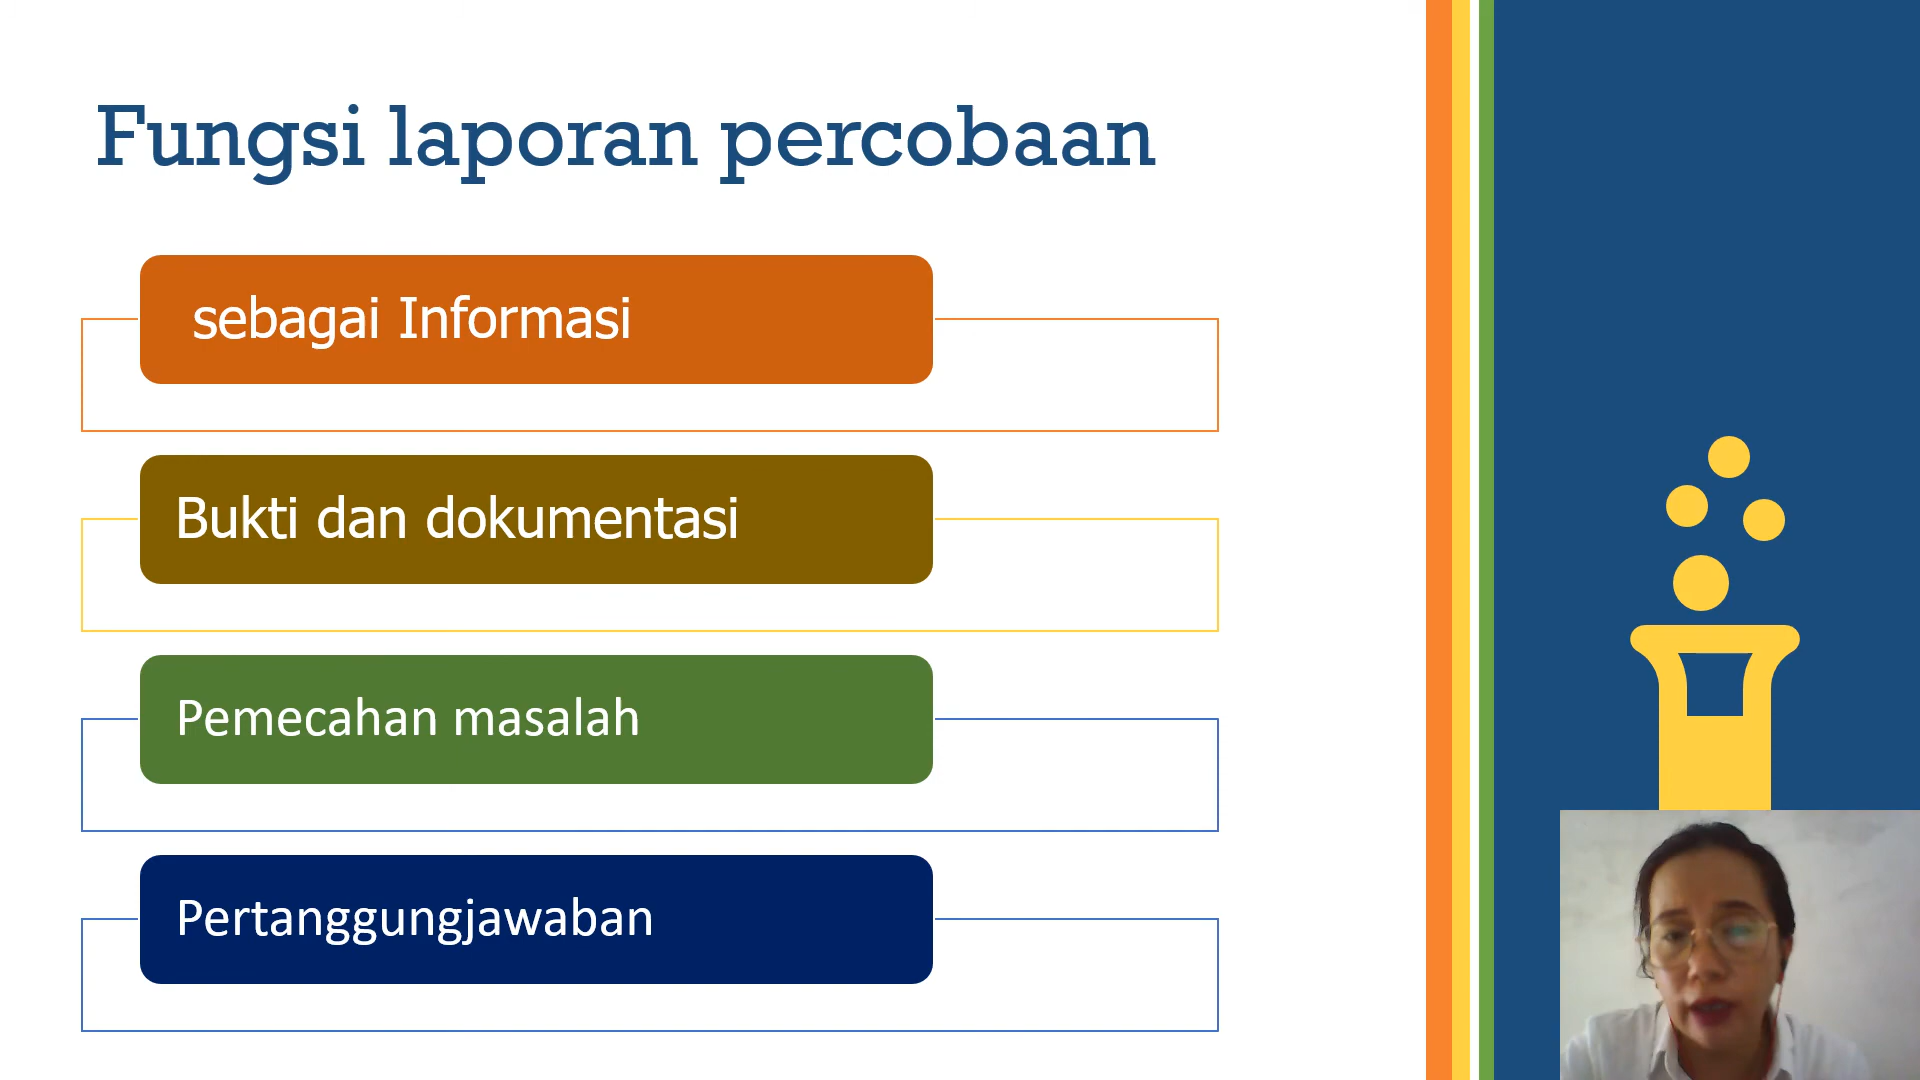 Fungsi laporan percobaan
sebagai Informasi
Bukti dan dokumentasi
Pemecahan masalah
Pertanggungjawaban